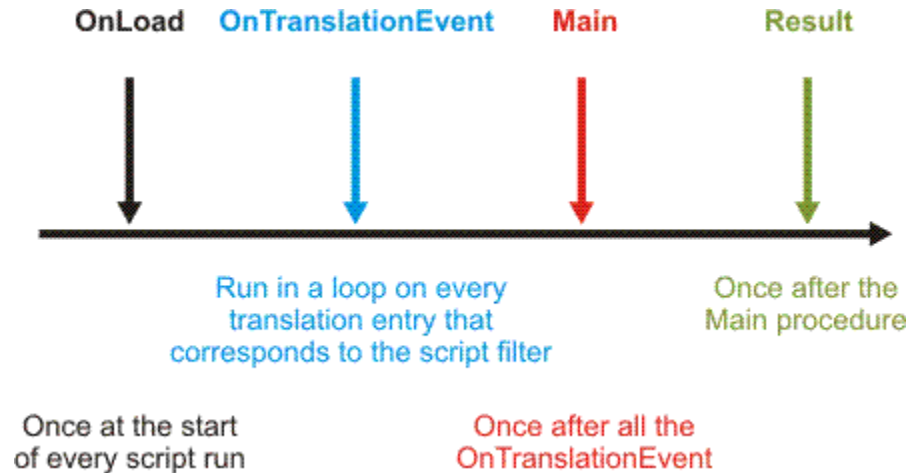 OnLoad OnTranslationEvent Main Result
Run in a loop on every
translation entry that
corresponds to the script filter
Once after the
Main procedure
Once at the start
of every script run
Once after all the
OnTranslationEvent